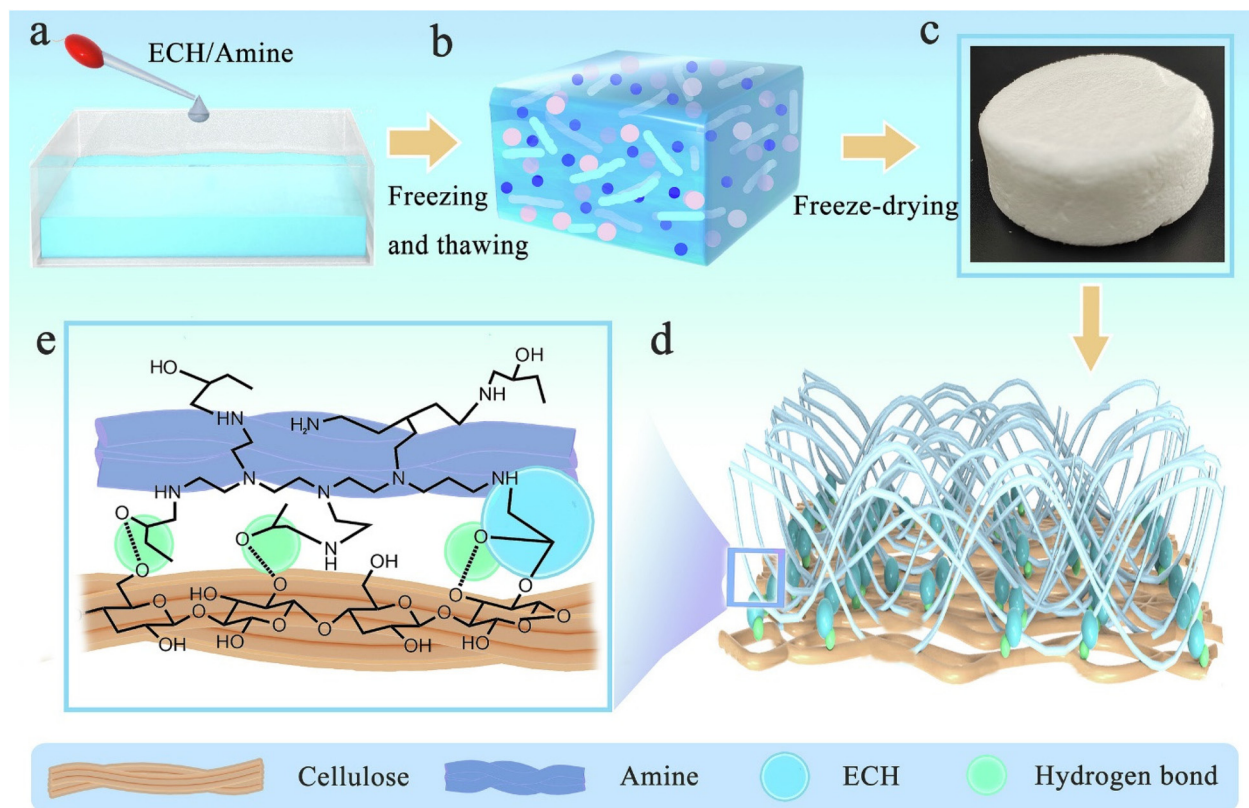 a
ECH/Amine
b
c
Freezing
and thawing
Freeze-drying
e
d
HO
OH
HN
H₂N
NH
N
N
N
NH
NH
O
O
N
H
O
O
O
O
O
OH
HO
O
O
O
O
O
O
OH
HO
OH
HO
OH
Cellulose
Amine
ECH
Hydrogen bond